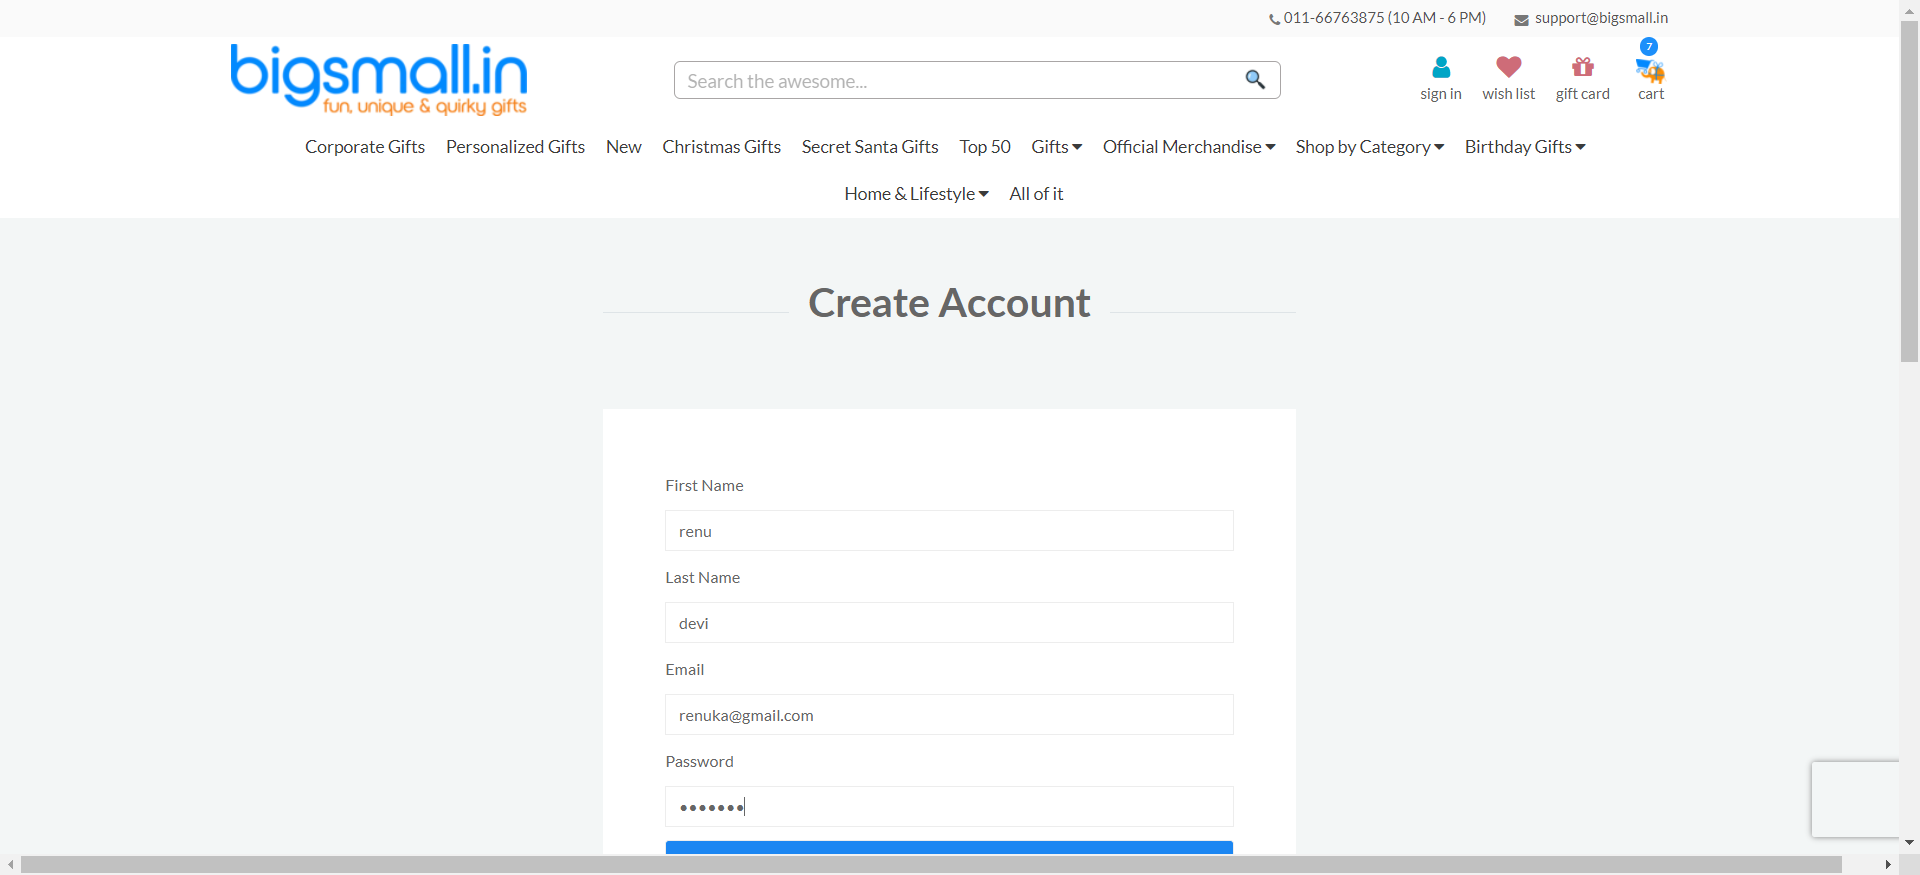 011-66763875 (10 AM - 6 PM) support@bigsmall.in
bigsmall.in
fun, unique & quirky gifts
Search the awesome...
7
sign in wish list gift card cart
Corporate Gifts Personalized Gifts New Christmas Gifts Secret Santa Gifts Top 50 Gifts Official Merchandise Shop by Category Birthday Gifts
Home & Lifestyle All of it
Create Account
First Name
renu
Last Name
devi
Email
renuka@gmail.com
Password
•••••••